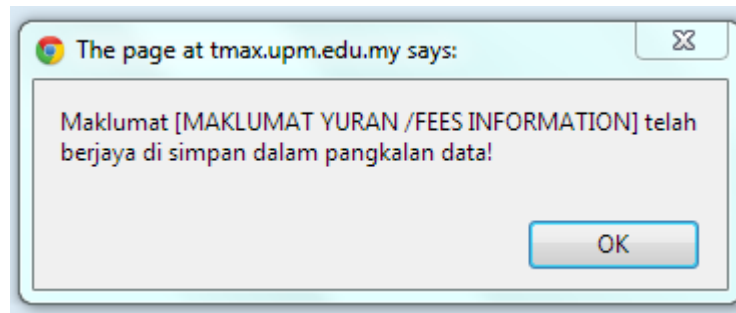 The page at tmax.upm.edu.my says:
Maklumat [MAKLUMAT YURAN /FEES INFORMATION] telah
berjaya di simpan dalam pangkalan data!
OK